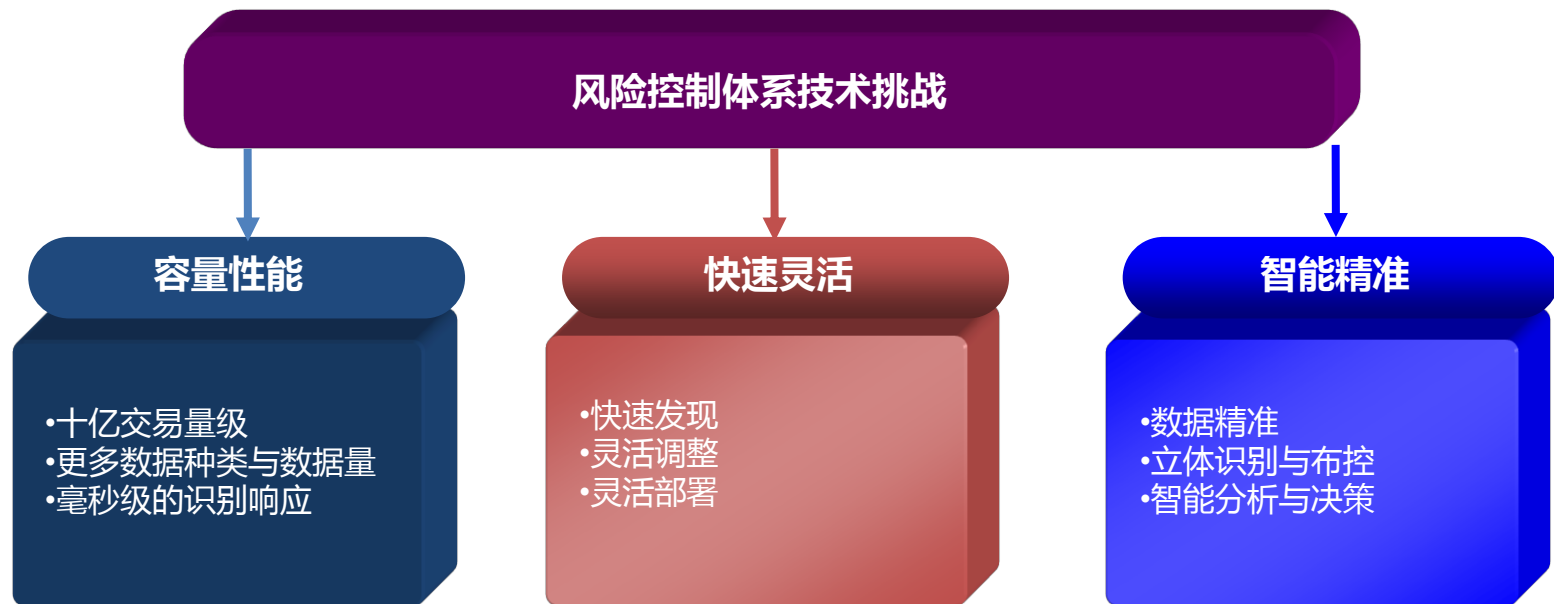 风险控制体系技术挑战
容量性能
•十亿交易量级
•更多数据种类与数据量
•毫秒级的识别响应
快速灵活
•快速发现
•灵活调整
•灵活部署
智能精准
•数据精准
•立体识别与布控
•智能分析与决策